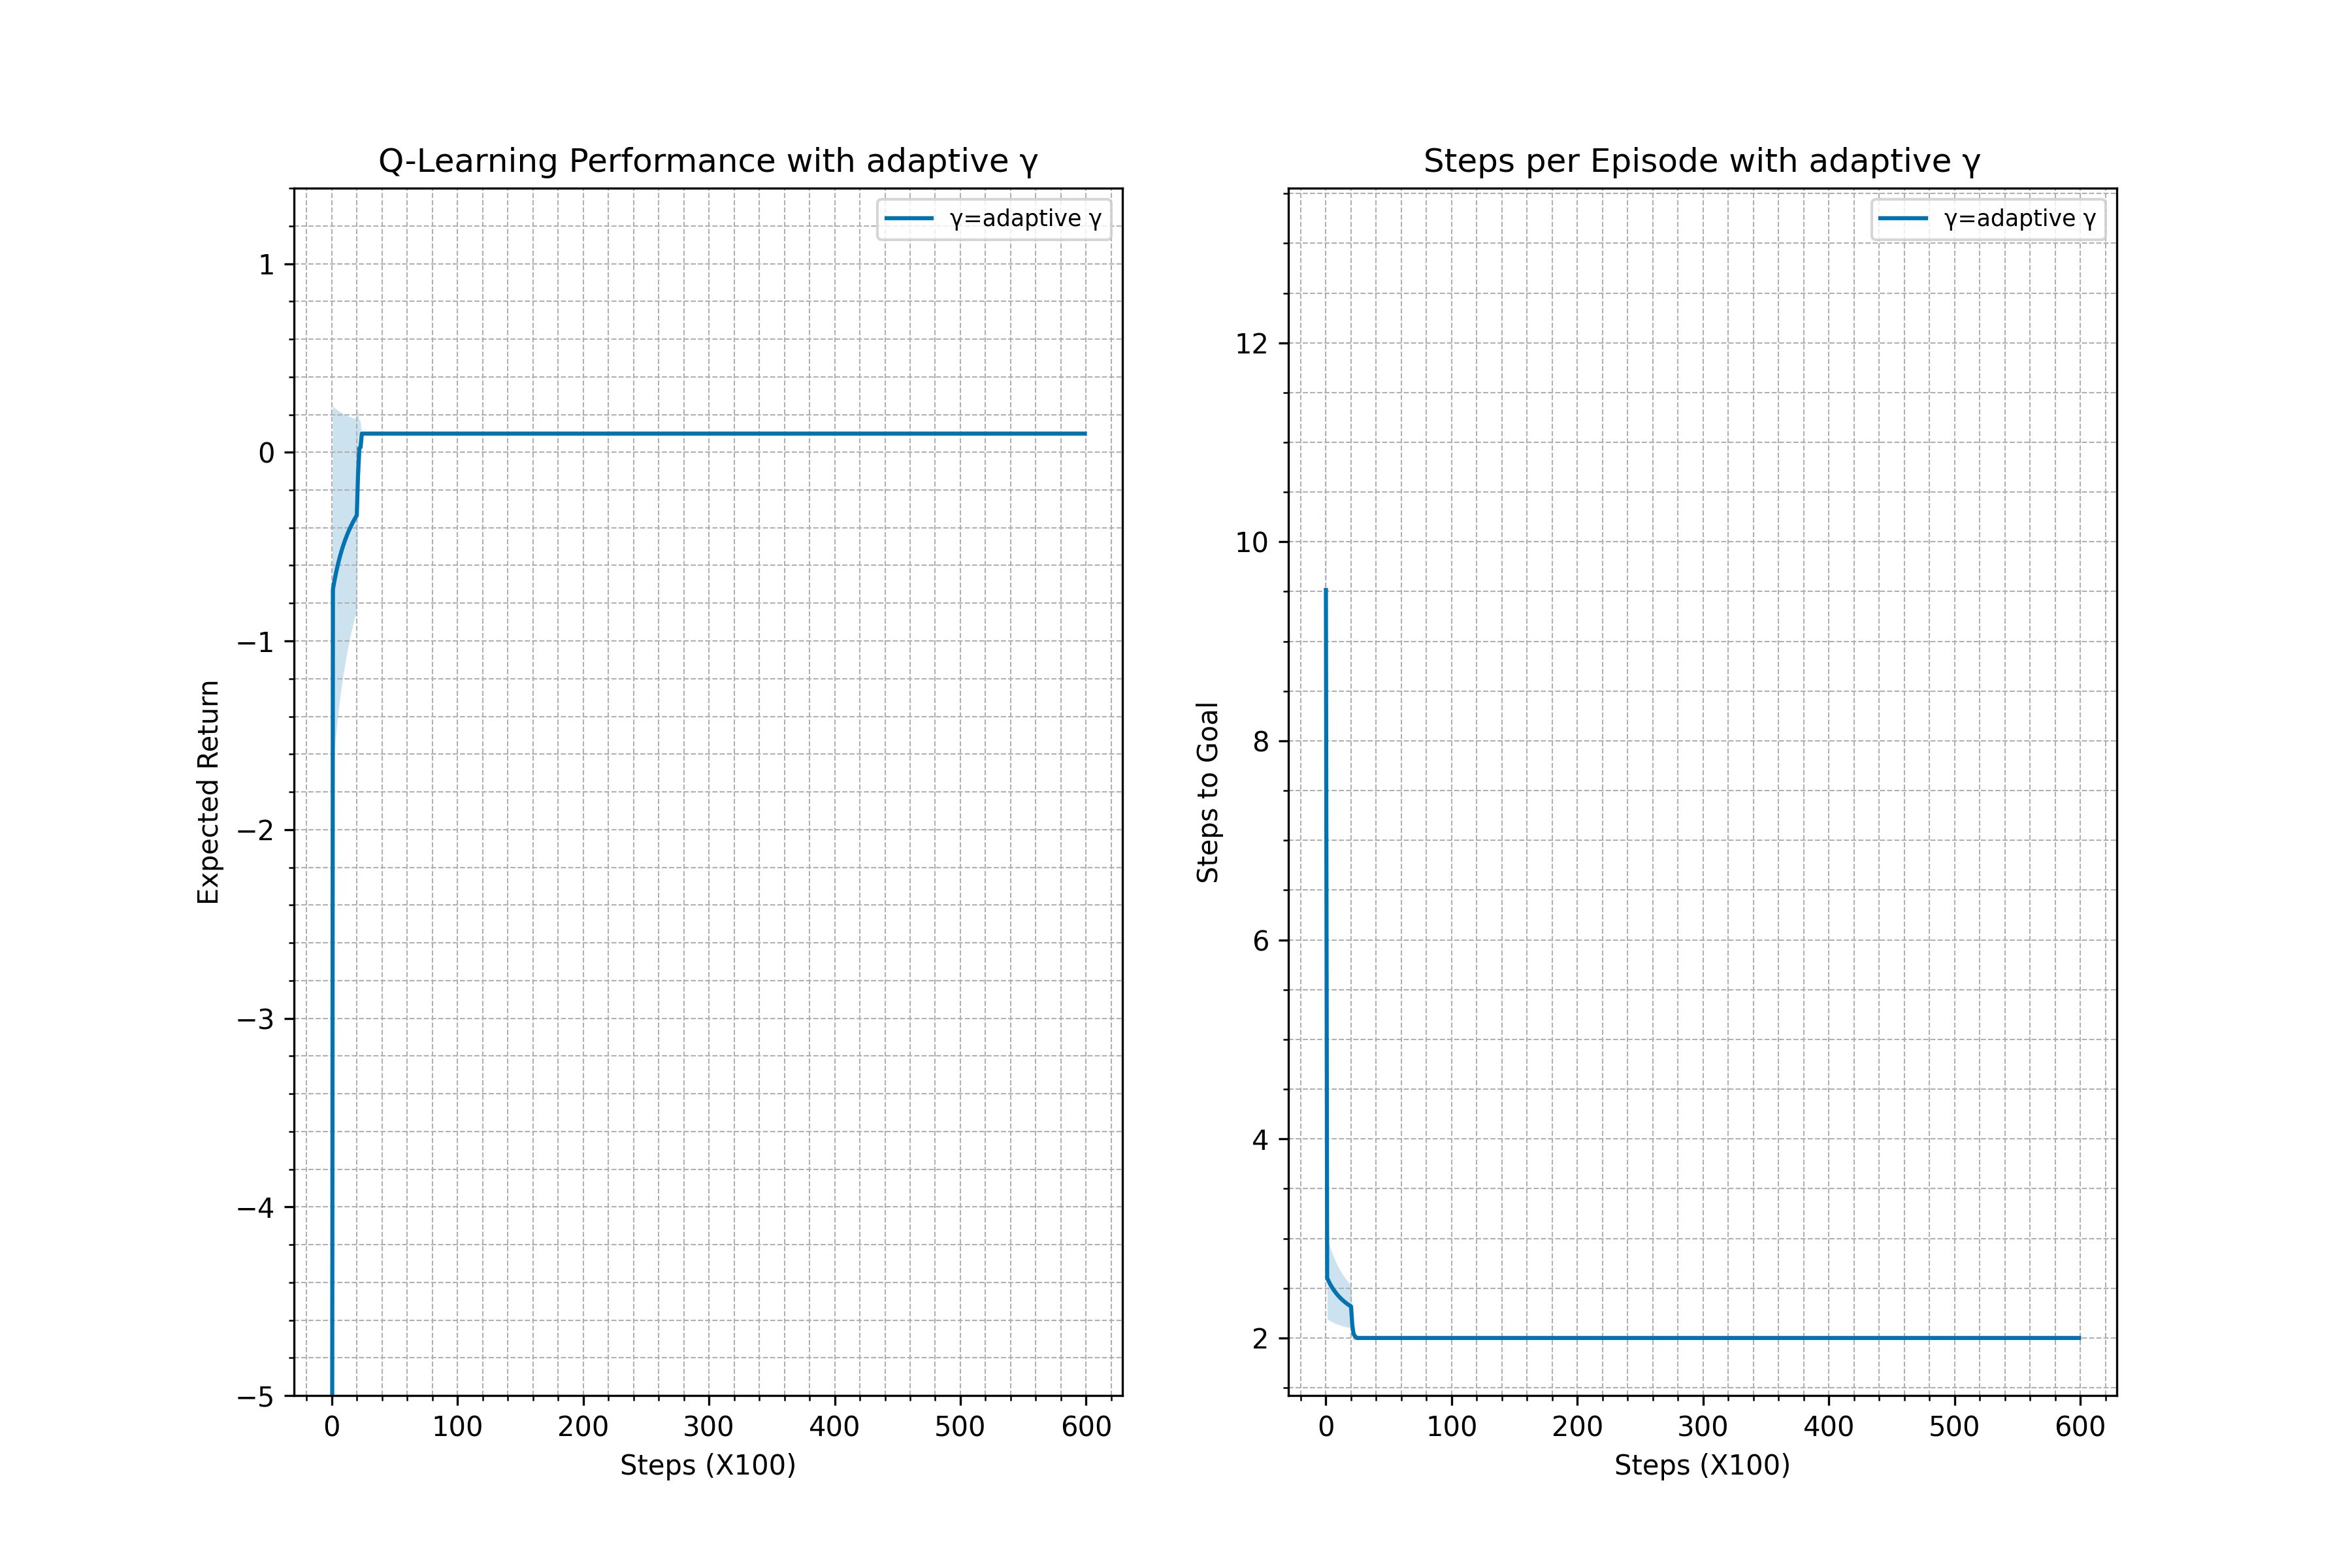 Q-Learning Performance with adaptive γ
γ=adaptive γ
1
0
−1
−2
−3
−4
−5
Expected Return
0 100 200 300 400 500 600
Steps (X100)
Steps per Episode with adaptive γ
γ=adaptive γ
12
10
8
6
4
2
Steps to Goal
0 100 200 300 400 500 600
Steps (X100)